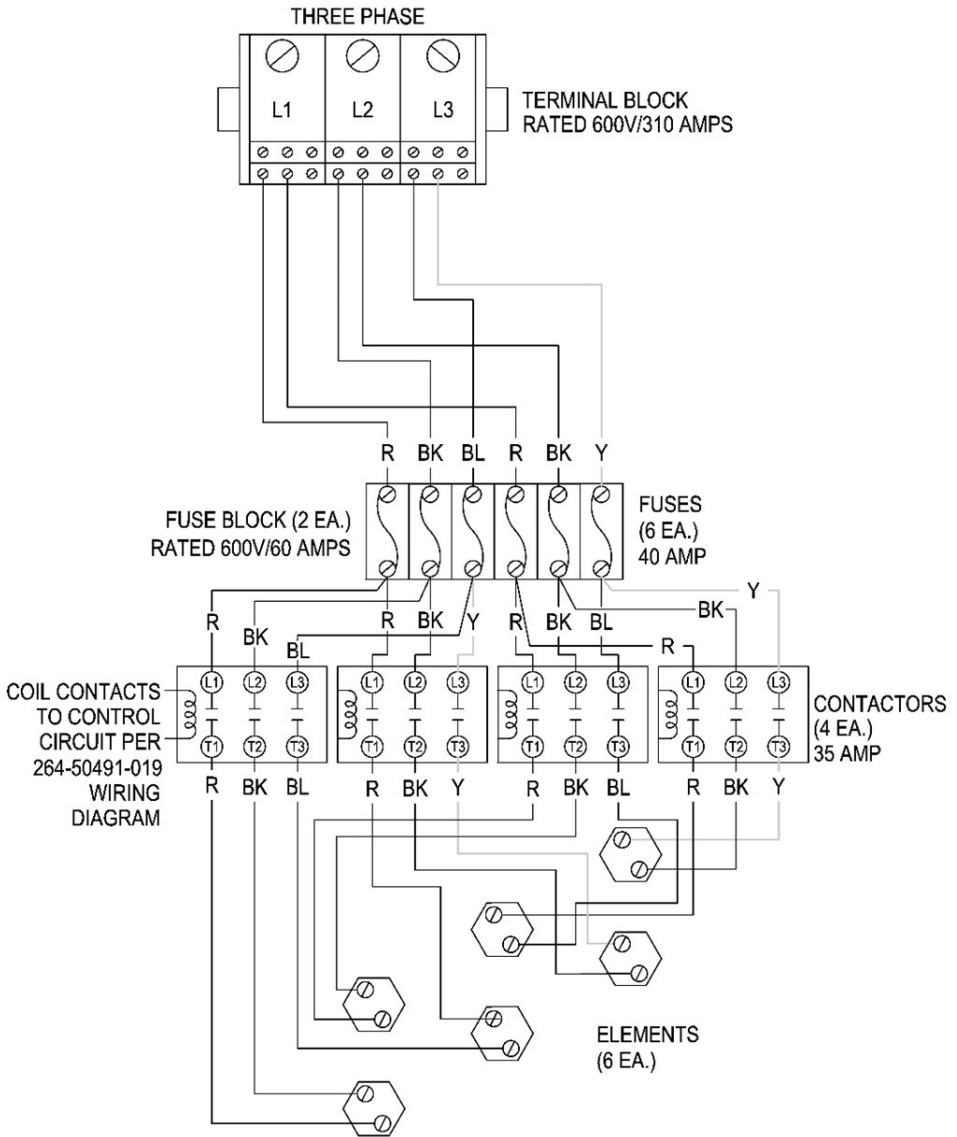 THREE PHASE
L1 L2 L3
TERMINAL BLOCK
RATED 600V/310 AMPS
R BK BL R BK Y
FUSE BLOCK (2 EA.)
RATED 600V/60 AMPS
FUSES
(6 EA.)
40 AMP
R BK BL R BK Y R BK BL R BK Y
L1 L2 L3 L1 L2 L3 L1 L2 L3 L1 L2 L3
COIL CONTACTS
TO CONTROL
CIRCUIT PER
264-50491-019
WIRING
DIAGRAM
CONTACTORS
(4 EA.)
35 AMP
T1 T2 T3 T1 T2 T3 T1 T2 T3 T1 T2 T3
R BK BL R BK Y R BK BL R BK Y
ELEMENTS
(6 EA.)